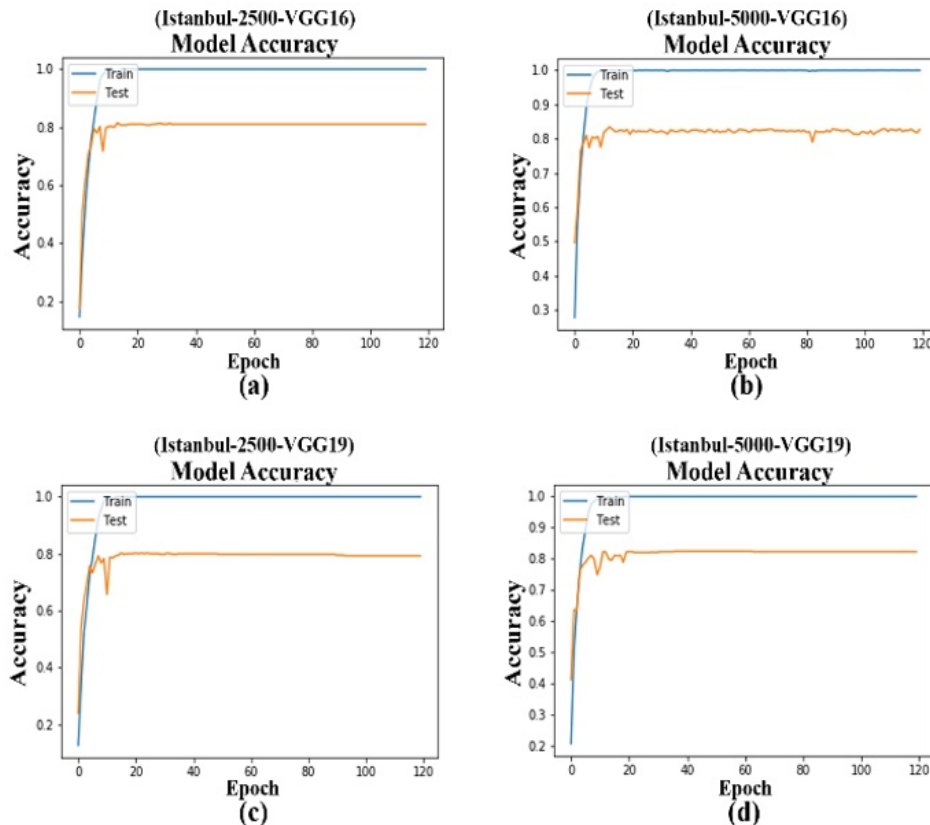 (Istanbul-2500-VGG16)
Model Accuracy
Train
Test
1.0
0.8
0.6
0.4
0.2
Accuracy
0 20 40 60 80 100 120
Epoch
(a)
(Istanbul-5000-VGG16)
Model Accuracy
Train
Test
1.0
0.9
0.8
0.7
0.6
0.5
0.4
0.3
Accuracy
0 20 40 60 80 100 120
Epoch
(b)
(Istanbul-2500-VGG19)
Model Accuracy
Train
Test
1.0
0.8
0.6
0.4
0.2
Accuracy
0 20 40 60 80 100 120
Epoch
(c)
(Istanbul-5000-VGG19)
Model Accuracy
Train
Test
1.0
0.9
0.8
0.7
0.6
0.5
0.4
0.3
0.2
Accuracy
0 20 40 60 80 100 120
Epoch
(d)